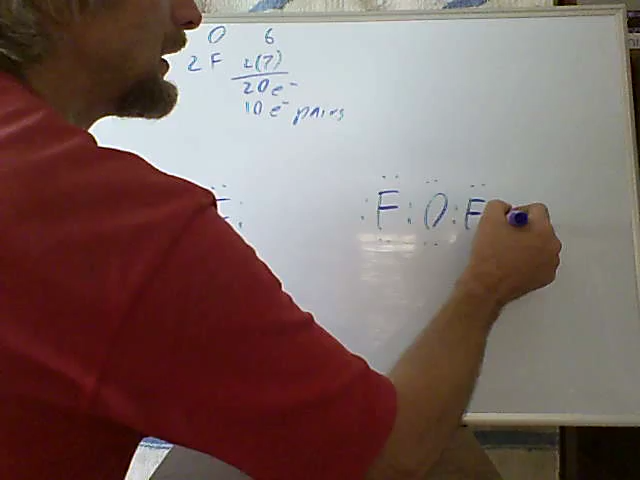 O 6
2 F 2(7)
20 e⁻
10 e⁻ pairs
:F:O:F